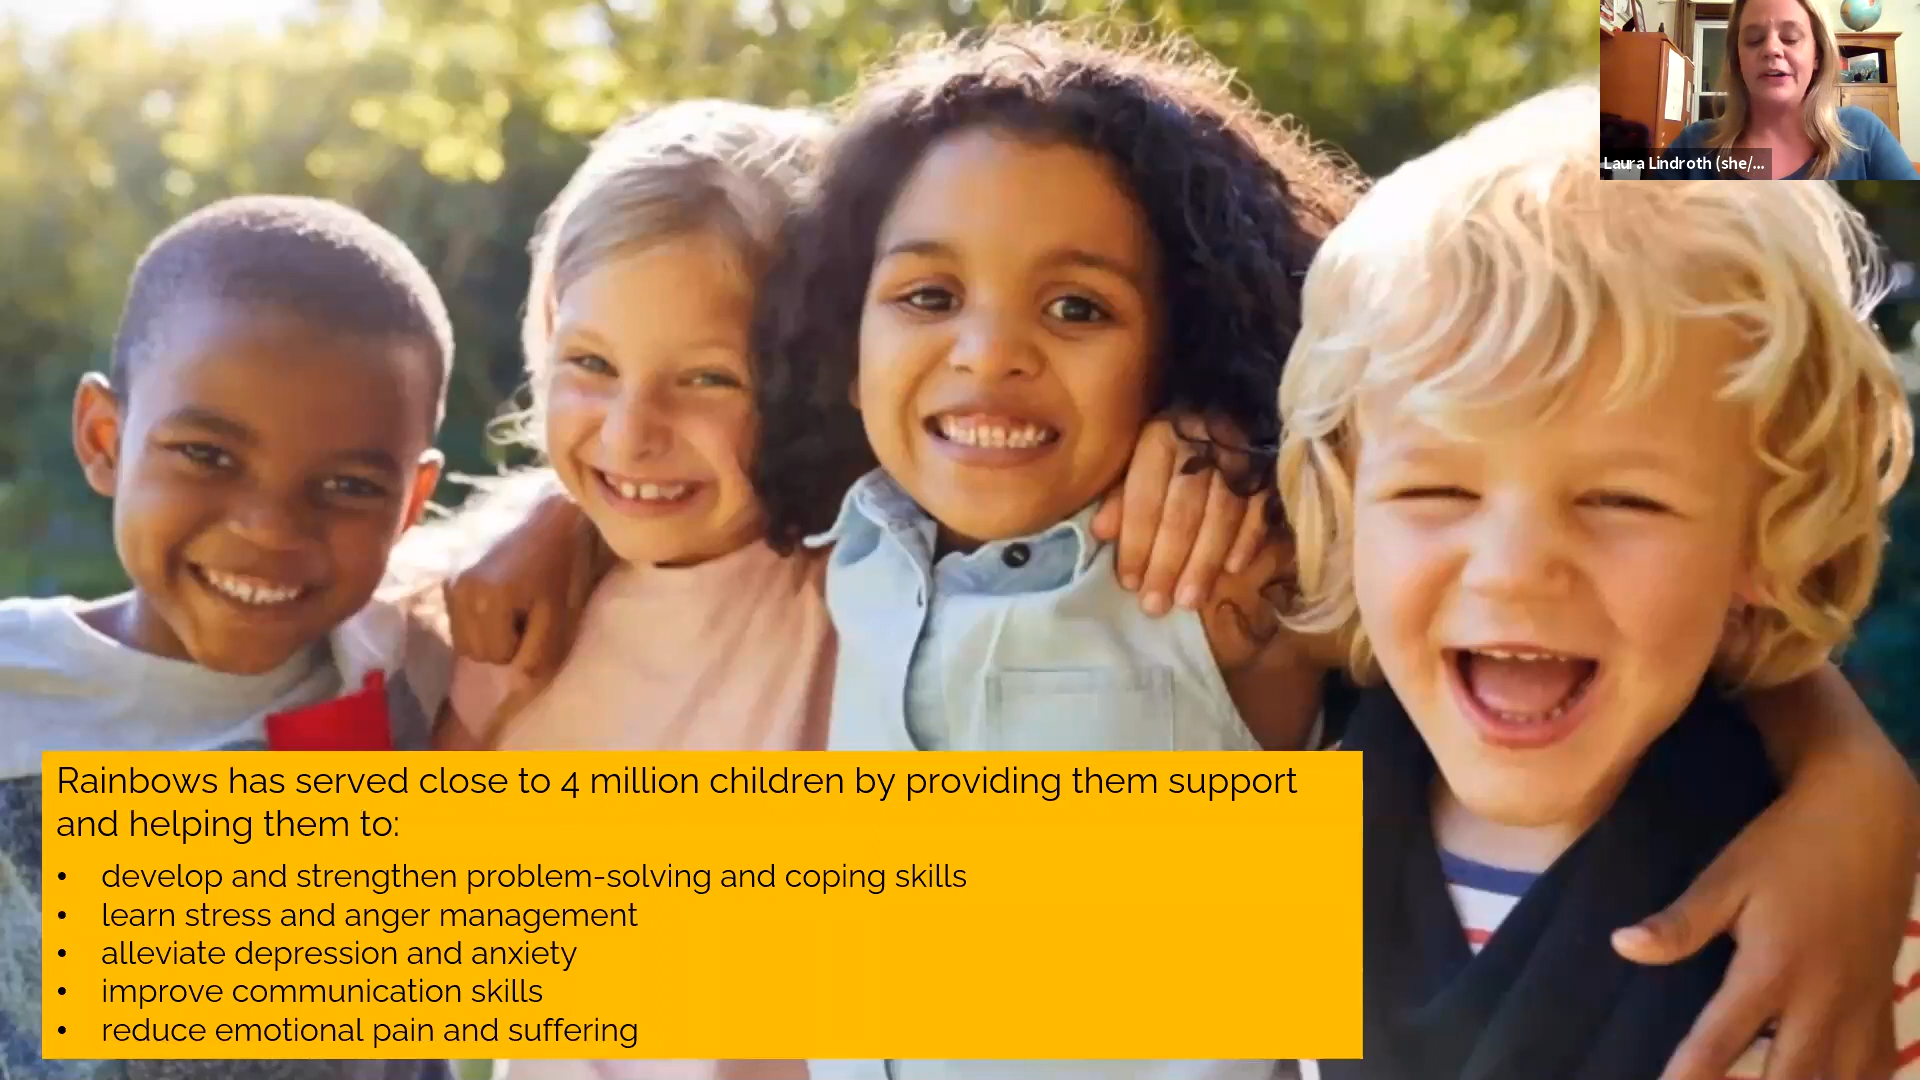 Laura Lindroth (she/...
Rainbows has served close to 4 million children by providing them support
and helping them to:
• develop and strengthen problem-solving and coping skills
• learn stress and anger management
• alleviate depression and anxiety
• improve communication skills
• reduce emotional pain and suffering